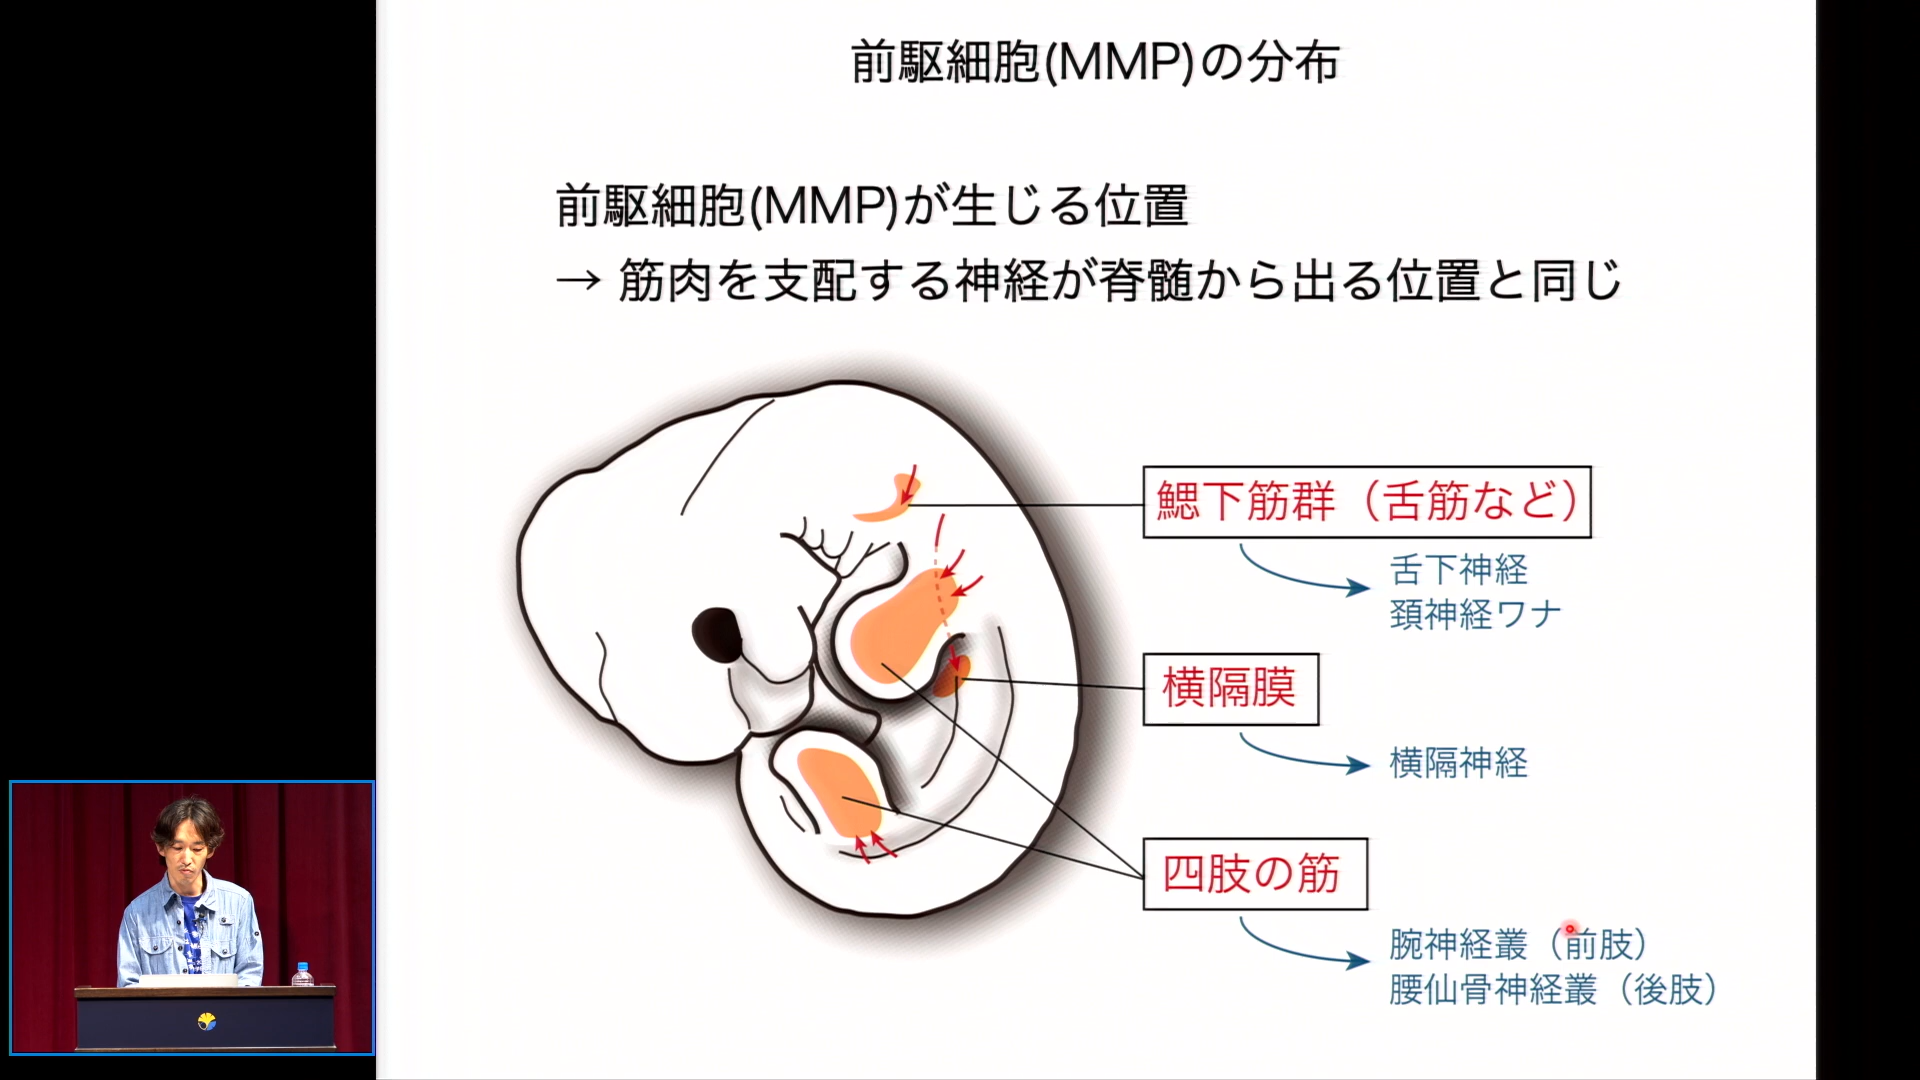 前駆細胞(MMP)の分布
前駆細胞(MMP)が生じる位置
→ 筋肉を支配する神経が脊髄から出る位置と同じ
鰓下筋群（舌筋など）
舌下神経
頚神経ワナ
横隔膜
横隔神経
四肢の筋
腕神経叢（前肢）
腰仙骨神経叢（後肢）